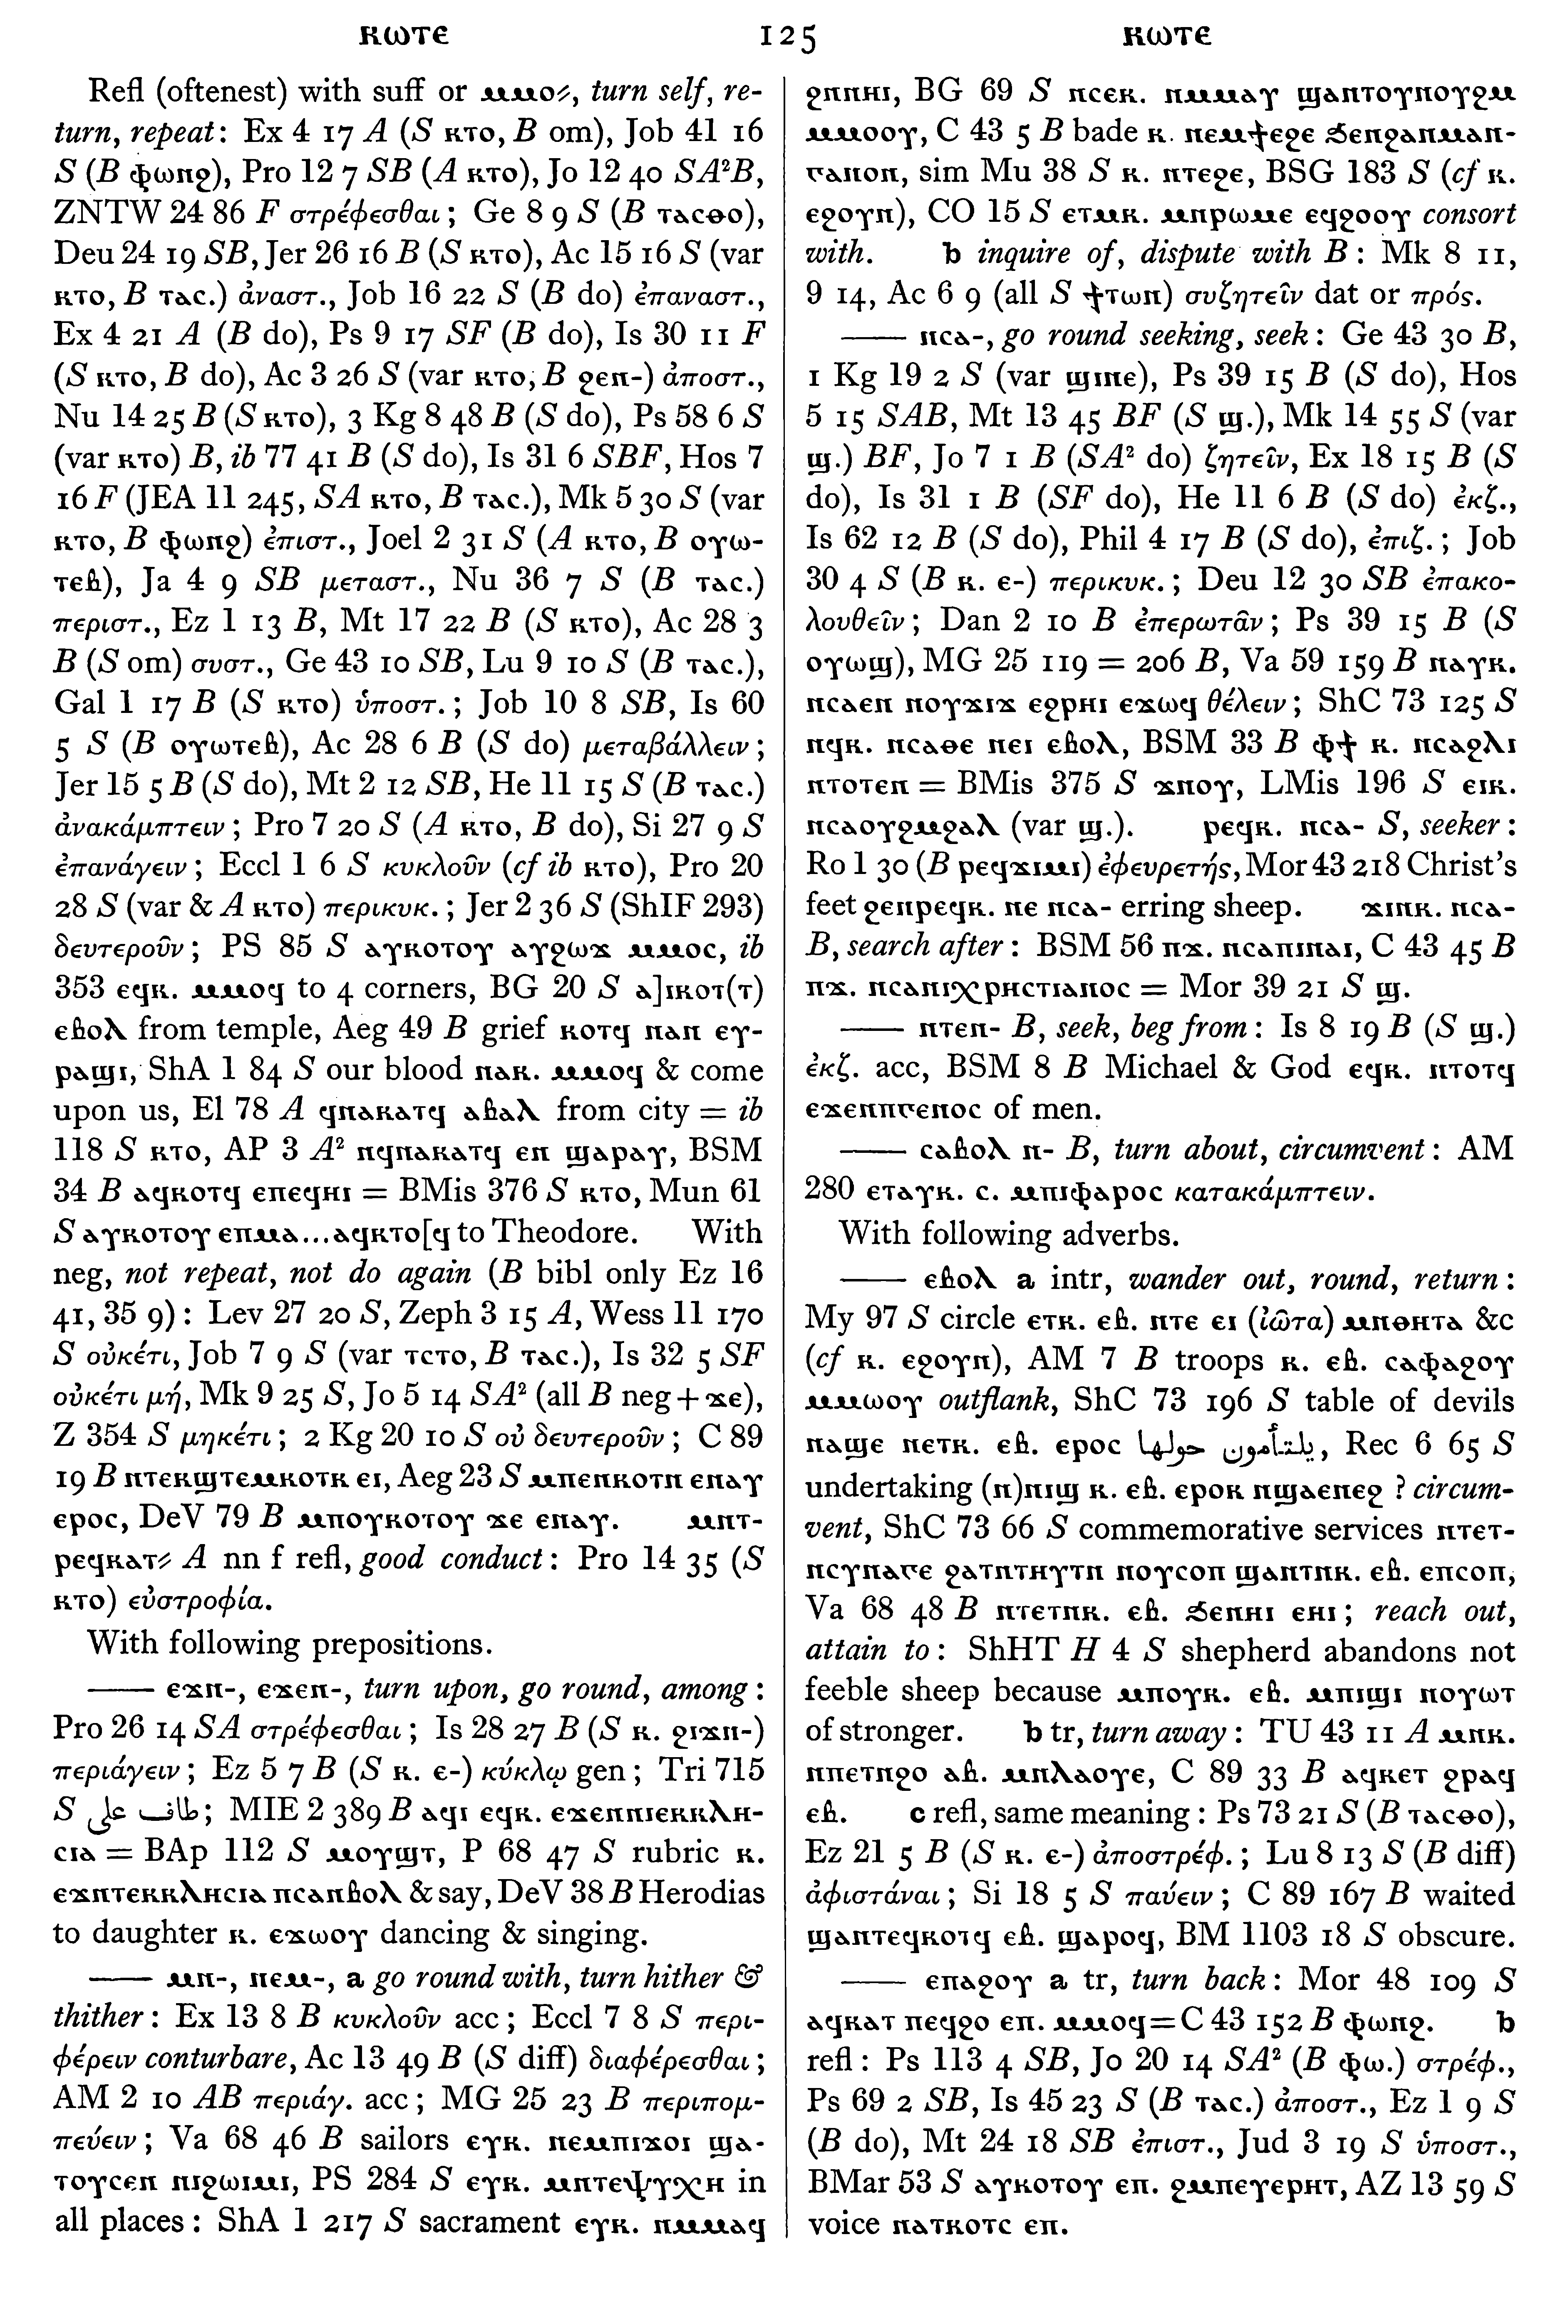 ⲕⲱⲧⲉ 125 ⲕⲱⲧⲉ
Refl (oftenest) with suff or ⲙⲙⲟ⸗, turn self, re-
turn, repeat: Ex 4 17 A (S ⲕⲧⲟ, B om), Job 41 16
S (B ⲫⲱⲛϩ), Pro 12 7 SB (A ⲕⲧⲟ), Jo 12 40 SA²B,
ZNTW 24 86 F στρέφεσθαι; Ge 8 9 S (B ⲧⲁⲥⲑⲟ),
Deu 24 19 SB, Jer 26 16 B (S ⲕⲧⲟ), Ac 15 16 S (var
ⲕⲧⲟ, B ⲧⲁⲥ.) ἀναστ., Job 16 22 S (B do) ἐπαναστ.,
Ex 4 21 A (B do), Ps 9 17 SF (B do), Is 30 11 F
(S ⲕⲧⲟ, B do), Ac 3 26 S (var ⲕⲧⲟ, B ϩⲉⲛ-) ἀποστ.,
Nu 14 25 B (S ⲕⲧⲟ), 3 Kg 8 48 B (S do), Ps 58 6 S
(var ⲕⲧⲟ) B, ib 77 41 B (S do), Is 31 6 SBF, Hos 7
16 F (JEA 11 245, SA ⲕⲧⲟ, B ⲧⲁⲥ.), Mk 5 30 S (var
ⲕⲧⲟ, B ⲫⲱⲛϩ) ἐπιστ., Joel 2 31 S (A ⲕⲧⲟ, B ⲟⲩⲱ-
ⲧⲉⲃ), Ja 4 9 SB μεταστ., Nu 36 7 S (B ⲧⲁⲥ.)
περιστ., Ez 1 13 B, Mt 17 22 B (S ⲕⲧⲟ), Ac 28 3
B (S om) συστ., Ge 43 10 SB, Lu 9 10 S (B ⲧⲁⲥ.),
Gal 1 17 B (S ⲕⲧⲟ) ὑποστ.; Job 10 8 SB, Is 60
5 S (B ⲟⲩⲱⲧⲉⲃ), Ac 28 6 B (S do) μεταβάλλειν;
Jer 15 5 B (S do), Mt 2 12 SB, He 11 15 S (B ⲧⲁⲥ.)
ἀνακάμπτειν; Pro 7 20 S (A ⲕⲧⲟ, B do), Si 27 9 S
ἐπανάγειν; Eccl 1 6 S κυκλοῦν (cf ib ⲕⲧⲟ), Pro 20
28 S (var & A ⲕⲧⲟ) περικυκ.; Jer 2 36 S (ShIF 293)
δευτεροῦν; PS 85 S ⲁⲩⲕⲟⲧⲟⲩ ⲁⲩϩⲱϫ ⲙⲙⲟⲥ, ib
353 ⲉϥⲕ. ⲙⲙⲟϥ to 4 corners, BG 20 S ⲁ]ⲓⲕⲟⲧ(ⲧ)
ⲉⲃⲟⲗ from temple, Aeg 49 B grief ⲕⲟⲧϥ ⲛⲁⲛ ⲉⲩ-
ⲣⲁϣⲓ, ShA 1 84 S our blood ⲛⲁⲕ. ⲙⲙⲟϥ & come
upon us, El 78 A ϥⲛⲁⲕⲁⲧϥ ⲁⲃⲁⲗ from city = ib
118 S ⲕⲧⲟ, AP 3 A² ⲛϥⲛⲁⲕⲁⲧϥ ⲉⲛ ϣⲁⲣⲁⲩ, BSM
34 B ⲁϥⲕⲟⲧϥ ⲉⲡⲉϥⲏⲓ = BMis 376 S ⲕⲧⲟ, Mun 61
S ⲁⲩⲕⲟⲧⲟⲩ ⲉⲡⲙⲁ...ⲁϥⲕⲧⲟ[ϥ to Theodore. With
neg, not repeat, not do again (B bibl only Ez 16
41, 35 9): Lev 27 20 S, Zeph 3 15 A, Wess 11 170
S οὐκέτι, Job 7 9 S (var ⲧⲥⲧⲟ, B ⲧⲁⲥ.), Is 32 5 SF
οὐκέτι μή, Mk 9 25 S, Jo 5 14 SA² (all B neg + ϫⲉ),
Z 354 S μηκέτι; 2 Kg 20 10 S οὐ δευτεροῦν; C 89
19 B ⲛⲧⲉⲕϣⲧⲉⲙⲕⲟⲧⲕ ⲉⲓ, Aeg 23 S ⲙⲡⲉⲛⲕⲟⲧⲛ ⲉⲛⲁⲩ
ⲉⲣⲟⲥ, DeV 79 B ⲙⲡⲟⲩⲕⲟⲧⲟⲩ ϫⲉ ⲉⲛⲁⲩ. ⲙⲛⲧ-
ⲣⲉϥⲕⲁⲧ⸗ A nn f refl, good conduct: Pro 14 35 (S
ⲕⲧⲟ) εὐστροφία.
With following prepositions.
—— ⲉϫⲛ-, ⲉϫⲉⲛ-, turn upon, go round, among:
Pro 26 14 SA στρέφεσθαι; Is 28 27 B (S ⲕ. ϩⲓϫⲛ-)
περιάγειν; Ez 5 7 B (S ⲕ. ⲉ-) κύκλῳ gen; Tri 715
S طاف على; MIE 2 389 B ⲁϥⲓ ⲉϥⲕ. ⲉϫⲉⲛⲛⲓⲉⲕⲕⲗⲏ-
ⲥⲓⲁ = BAp 112 S ⲙⲟⲩϣⲧ, P 68 47 S rubric ⲕ.
ⲉϫⲛⲧⲉⲕⲕⲗⲏⲥⲓⲁ ⲛⲥⲁⲛⲃⲟⲗ & say, DeV 38 B Herodias
to daughter ⲕ. ⲉϫⲱⲟⲩ dancing & singing.
—— ⲙⲛ-, ⲛⲉⲙ-, a go round with, turn hither &
thither: Ex 13 8 B κυκλοῦν acc; Eccl 7 8 S περι-
φέρειν conturbare, Ac 13 49 B (S diff) διαφέρεσθαι;
AM 2 10 AB περιάγ. acc; MG 25 23 B περιπομ-
πεύειν; Va 68 46 B sailors ⲉⲩⲕ. ⲛⲉⲙⲡⲓϫⲟⲓ ϣⲁ-
ⲧⲟⲩⲥⲉⲛ ⲡⲓϩⲱⲓⲙⲓ, PS 284 S ⲉⲩⲕ. ⲙⲛⲧⲉⲯⲩⲭⲏ in
all places: ShA 1 217 S sacrament ⲉⲩⲕ. ⲛⲙⲙⲁϥ
ϩⲛⲛⲏⲓ, BG 69 S ⲛⲥⲉⲕ. ⲛⲙⲙⲁⲩ ϣⲁⲛⲧⲟⲩⲛⲟⲩϩⲙ
ⲙⲙⲟⲟⲩ, C 43 5 B bade ⲕ. ⲛⲉⲙϯⲉϩⲉ ϧⲉⲛϩⲁⲛⲙⲁⲛ-
ⲅⲁⲛⲟⲛ, sim Mu 38 S ⲕ. ⲛⲧⲉϩⲉ, BSG 183 S (cf ⲕ.
ⲉϩⲟⲩⲛ), CO 15 S ⲉⲧⲙⲕ. ⲙⲛⲣⲱⲙⲉ ⲉϥϩⲟⲟⲩ consort
with. b inquire of, dispute with B: Mk 8 11,
9 14, Ac 6 9 (all S ϯⲧⲱⲛ) συζητεῖν dat or πρός.
—— ⲛⲥⲁ-, go round seeking, seek: Ge 43 30 B,
1 Kg 19 2 S (var ϣⲓⲛⲉ), Ps 39 15 B (S do), Hos
5 15 SAB, Mt 13 45 BF (S ϣ.), Mk 14 55 S (var
ϣ.) BF, Jo 7 1 B (SA² do) ζητεῖν, Ex 18 15 B (S
do), Is 31 1 B (SF do), He 11 6 B (S do) ἐκζ.,
Is 62 12 B (S do), Phil 4 17 B (S do), ἐπιζ.; Job
30 4 S (B ⲕ. ⲉ-) περικυκ.; Deu 12 30 SB ἐπακο-
λουθεῖν; Dan 2 10 B ἐπερωτᾶν; Ps 39 15 B (S
ⲟⲩⲱϣ), MG 25 119 = 206 B, Va 59 159 B ⲛⲁⲩⲕ.
ⲛⲥⲁⲉⲛ ⲛⲟⲩϫⲓϫ ⲉϩⲣⲏⲓ ⲉϫⲱϥ θέλειν; ShC 73 125 S
ⲛϥⲕ. ⲛⲥⲁⲑⲉ ⲛⲉⲓ ⲉⲃⲟⲗ, BSM 33 B ⲫϯ ⲕ. ⲛⲥⲁϩⲗⲓ
ⲛⲧⲟⲧⲉⲛ = BMis 375 S ϫⲛⲟⲩ, LMis 196 S ⲉⲓⲕ.
ⲛⲥⲁⲟⲩϩⲙϩⲁⲗ (var ϣ.). ⲣⲉϥⲕ. ⲛⲥⲁ- S, seeker:
Ro 1 30 (B ⲣⲉϥϫⲓⲙⲓ) ἐφευρετής, Mor 43 218 Christ's
feet ϩⲉⲛⲣⲉϥⲕ. ⲛⲉ ⲛⲥⲁ- erring sheep. ϫⲓⲛⲕ. ⲛⲥⲁ-
B, search after: BSM 56 ⲡϫ. ⲛⲥⲁⲛⲓⲛⲁⲓ, C 43 45 B
ⲡϫ. ⲛⲥⲁⲛⲓⲭⲣⲏⲥⲧⲓⲁⲛⲟⲥ = Mor 39 21 S ϣ.
—— ⲛⲧⲉⲛ- B, seek, beg from: Is 8 19 B (S ϣ.)
ἐκζ. acc, BSM 8 B Michael & God ⲉϥⲕ. ⲛⲧⲟⲧϥ
ⲉϫⲉⲛⲡⲅⲉⲛⲟⲥ of men.
—— ⲥⲁⲃⲟⲗ ⲛ- B, turn about, circumvent: AM
280 ⲉⲧⲁⲩⲕ. ⲥ. ⲙⲡⲓⲫⲁⲣⲟⲥ κατακάμπτειν.
With following adverbs.
—— ⲉⲃⲟⲗ a intr, wander out, round, return:
My 97 S circle ⲉⲧⲕ. ⲉⲃ. ⲛⲧⲉ ⲉⲓ (ἰῶτα) ⲙⲛⲑⲏⲧⲁ &c
(cf ⲕ. ⲉϩⲟⲩⲛ), AM 7 B troops ⲕ. ⲉⲃ. ⲥⲁⲫⲁϩⲟⲩ
ⲙⲙⲱⲟⲩ outflank, ShC 73 196 S table of devils
ⲛⲁϣⲉ ⲛⲉⲧⲕ. ⲉⲃ. ⲉⲣⲟⲥ يلتامون حولها, Rec 6 65 S
undertaking (ⲛ)ⲛⲓϣ ⲕ. ⲉⲃ. ⲉⲣⲟⲕ ⲛϣⲁⲉⲛⲉϩ ? circum-
vent, ShC 73 66 S commemorative services ⲛⲧⲉⲧ-
ⲛⲥⲩⲛⲁⲅⲉ ϩⲁⲧⲛⲧⲏⲩⲧⲛ ⲛⲟⲩⲥⲟⲡ ϣⲁⲛⲧⲛⲕ. ⲉⲃ. ⲉⲡⲥⲟⲡ,
Va 68 48 B ⲛⲧⲉⲧⲛⲕ. ⲉⲃ. ϧⲉⲛⲏⲓ ⲉⲏⲓ; reach out,
attain to: ShHT H 4 S shepherd abandons not
feeble sheep because ⲙⲡⲟⲩⲕ. ⲉⲃ. ⲙⲡⲓϣⲓ ⲛⲟⲩⲱⲧ
of stronger. b tr, turn away: TU 43 11 A ⲙⲡⲕ.
ⲡⲡⲉⲧⲛϩⲟ ⲁⲃ. ⲙⲡⲗⲁⲟⲩⲉ, C 89 33 B ⲁϥⲕⲉⲧ ϩⲣⲁϥ
ⲉⲃ. c refl, same meaning: Ps 73 21 S (B ⲧⲁⲥⲑⲟ),
Ez 21 5 B (S ⲕ. ⲉ-) ἀποστρέφ.; Lu 8 13 S (B diff)
ἀφιστάναι; Si 18 5 S παύειν; C 89 167 B waited
ϣⲁⲛⲧⲉϥⲕⲟⲧϥ ⲉⲃ. ϣⲁⲣⲟϥ, BM 1103 18 S obscure.
—— ⲉⲡⲁϩⲟⲩ a tr, turn back: Mor 48 109 S
ⲁϥⲕⲁⲧ ⲡⲉϥϩⲟ ⲉⲡ. ⲙⲙⲟϥ = C 43 152 B ⲫⲱⲛϩ. b
refl: Ps 113 4 SB, Jo 20 14 SA² (B ⲫⲱ.) στρέφ.,
Ps 69 2 SB, Is 45 23 S (B ⲧⲁⲥ.) ἀποστ., Ez 1 9 S
(B do), Mt 24 18 SB ἐπιστ., Jud 3 19 S ὑποστ.,
BMar 53 S ⲁⲩⲕⲟⲧⲟⲩ ⲉⲡ. ϩⲙⲡⲉⲩⲉⲣⲏⲧ, AZ 13 59 S
voice ⲛⲁⲧⲕⲟⲧⲥ ⲉⲡ.